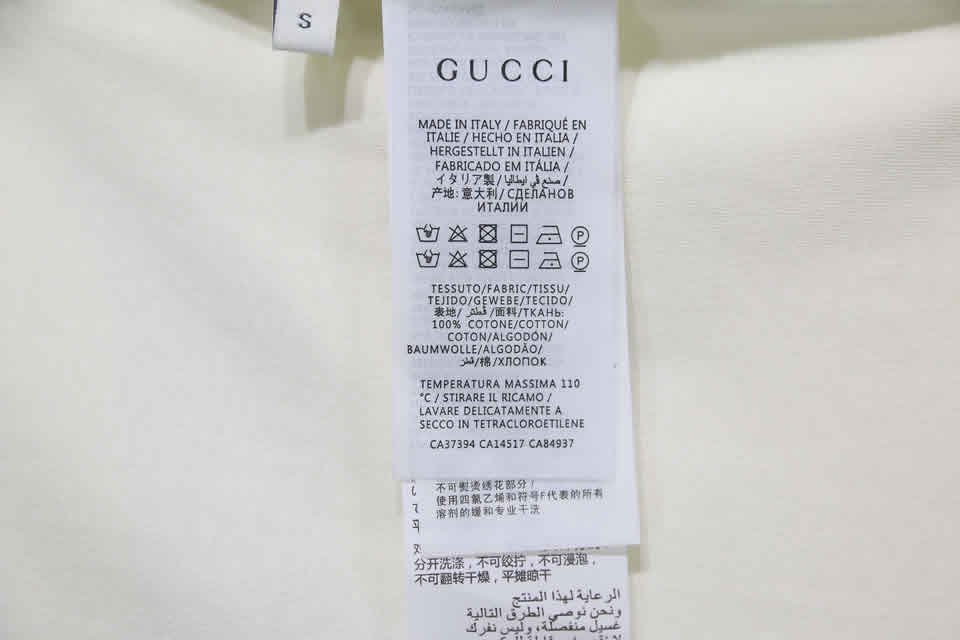 S
GUCCI
MADE IN ITALY / FABRIQUÉ EN
ITALIE / HECHO EN ITALIA /
HERGESTELLT IN ITALIEN /
FABRICADO EM ITÁLIA /
イタリア製 / صنع في ايطاليا /
产地: 意大利 / СДЕЛАНОВ
ИТАЛИИ
TESSUTO/FABRIC/TISSU/
TEJIDO/GEWEBE/TECIDO/
表地/ قطتر /面料/ТКАНЬ:
100% COTONE/COTTON/
COTON/ALGODÓN/
BAUMWOLLE/ALGODÃO/
/棉/ХЛОПОК
TEMPERATURA MASSIMA 110
°C / STIRARE IL RICAMO /
LAVARE DELICATAMENTE A
SECCO IN TETRACLOROETILENE
CA37394 CA14517 CA84937
不可熨烫绣花部分 /
使用四氯乙烯和符号F代表的所有
溶剂的缓和专业干洗
分开洗涤, 不可绞拧, 不可浸泡,
不可翻转干燥, 平摊晾干
الرعاية لهذا المنتج
ونحن نوصي الطرق التالية
غسيل منفصلة، وليس نفرك